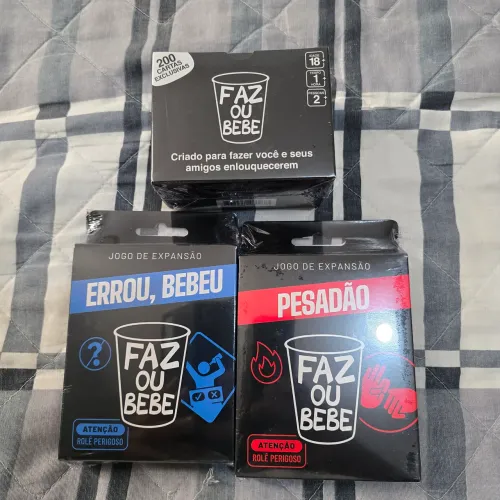 200
CARTAS
EXCLUSIVAS
FAZ
OU
BEBE
18
1
2
Criado para fazer você e seus
amigos enlouquecerem
JOGO DE EXPANSÃO
ERROU, BEBEU
FAZ
OU
BEBE
ATENÇÃO
ROLÊ PERIGOSO
JOGO DE EXPANSÃO
PESADÃO
FAZ
OU
BEBE
ATENÇÃO
ROLÊ PERIGOSO